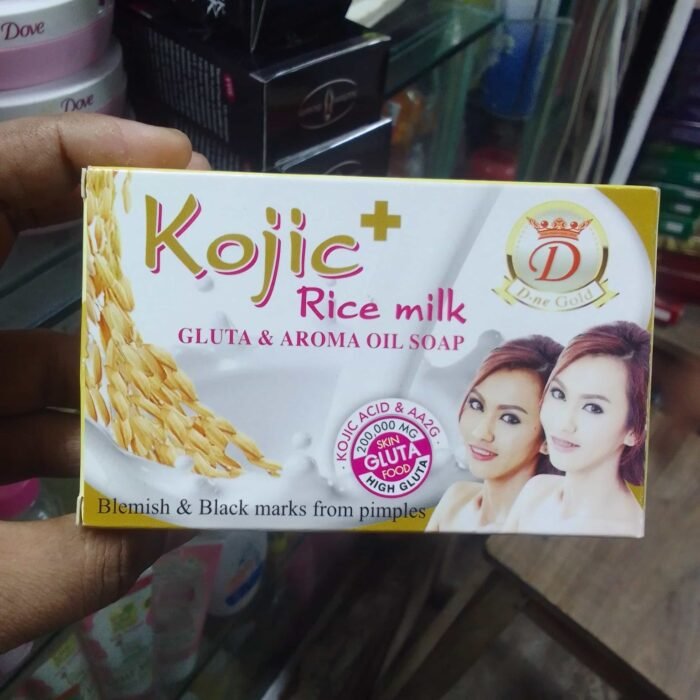 Dove
Dove
Kojic+
Rice milk
GLUTA & AROMA OIL SOAP
D
D-ne Gold
KOJIC ACID & AA2G
200,000 MG
SKIN
GLUTA
FOOD
HIGH GLUTA
Blemish & Black marks from pimples